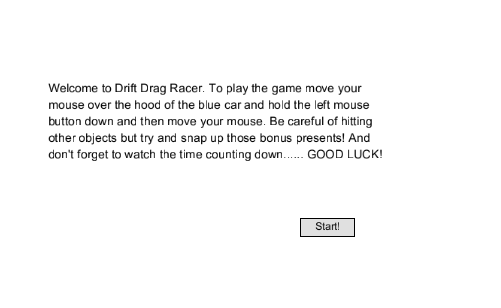 Welcome to Drift Drag Racer. To play the game move your
mouse over the hood of the blue car and hold the left mouse
button down and then move your mouse. Be careful of hitting
other objects but try and snap up those bonus presents! And
don't forget to watch the time counting down...... GOOD LUCK!
Start!